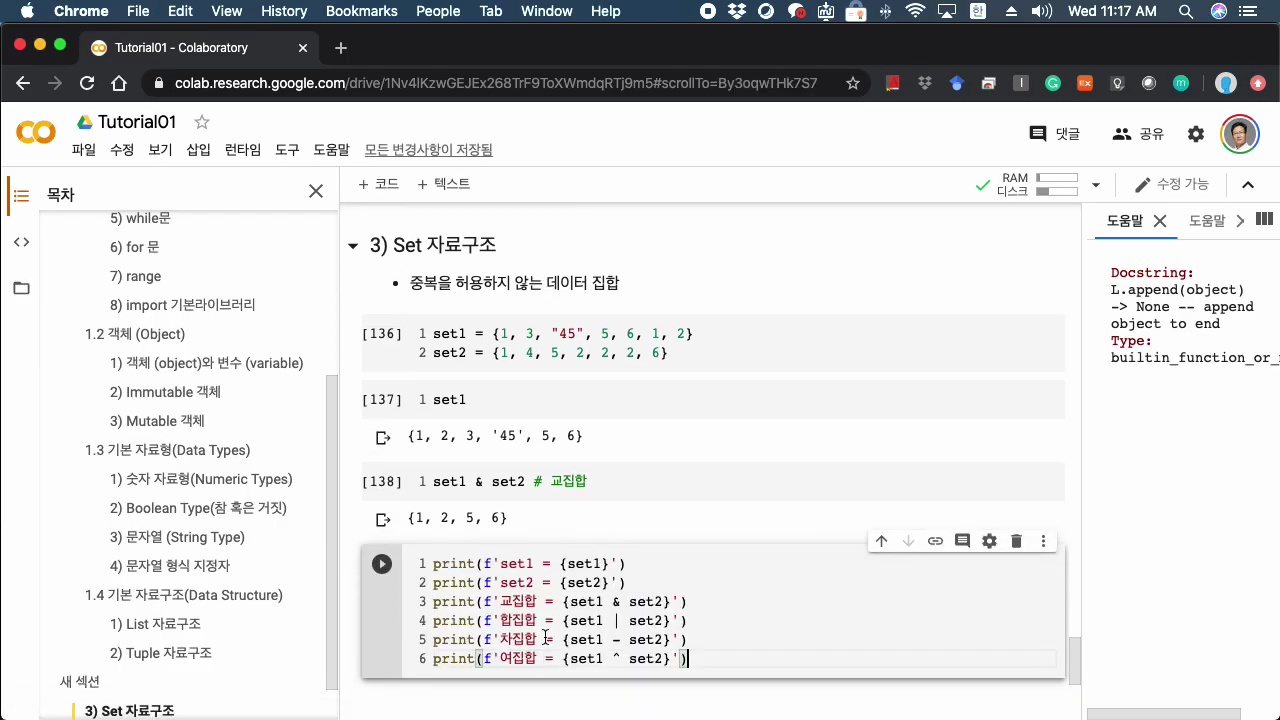 Chrome File Edit View History Bookmarks People Tab Window Help 한 Wed 11:17 AM
Tutorial01 - Colaboratory
colab.research.google.com/drive/1Nv4lKzwGEJEx268TrF9ToXWmdqRTj9m5#scrollTo=By3oqwTHk7S7
Tutorial01
파일 수정 보기 삽입 런타임 도구 도움말 모든 변경사항이 저장됨
댓글 공유
+ 코드 + 텍스트
RAM
디스크
수정 가능
목차
5) while문
6) for 문
7) range
8) import 기본라이브러리
1.2 객체 (Object)
1) 객체 (object)와 변수 (variable)
2) Immutable 객체
3) Mutable 객체
1.3 기본 자료형(Data Types)
1) 숫자 자료형(Numeric Types)
2) Boolean Type(참 혹은 거짓)
3) 문자열 (String Type)
4) 문자열 형식 지정자
1.4 기본 자료구조(Data Structure)
1) List 자료구조
2) Tuple 자료구조
새 섹션
3) Set 자료구조
3) Set 자료구조
• 중복을 허용하지 않는 데이터 집합
[136] 1 set1 = {1, 3, "45", 5, 6, 1, 2}
2 set2 = {1, 4, 5, 2, 2, 2, 6}
[137] 1 set1
{1, 2, 3, '45', 5, 6}
[138] 1 set1 & set2 # 교집합
{1, 2, 5, 6}
1 print(f'set1 = {set1}')
2 print(f'set2 = {set2}')
3 print(f'교집합 = {set1 & set2}')
4 print(f'합집합 = {set1 | set2}')
5 print(f'차집합 = {set1 - set2}')
6 print(f'여집합 = {set1 ^ set2}')
도움말 도움말
Docstring:
L.append(object)
-> None -- append
object to end
Type:
builtin_function_or_